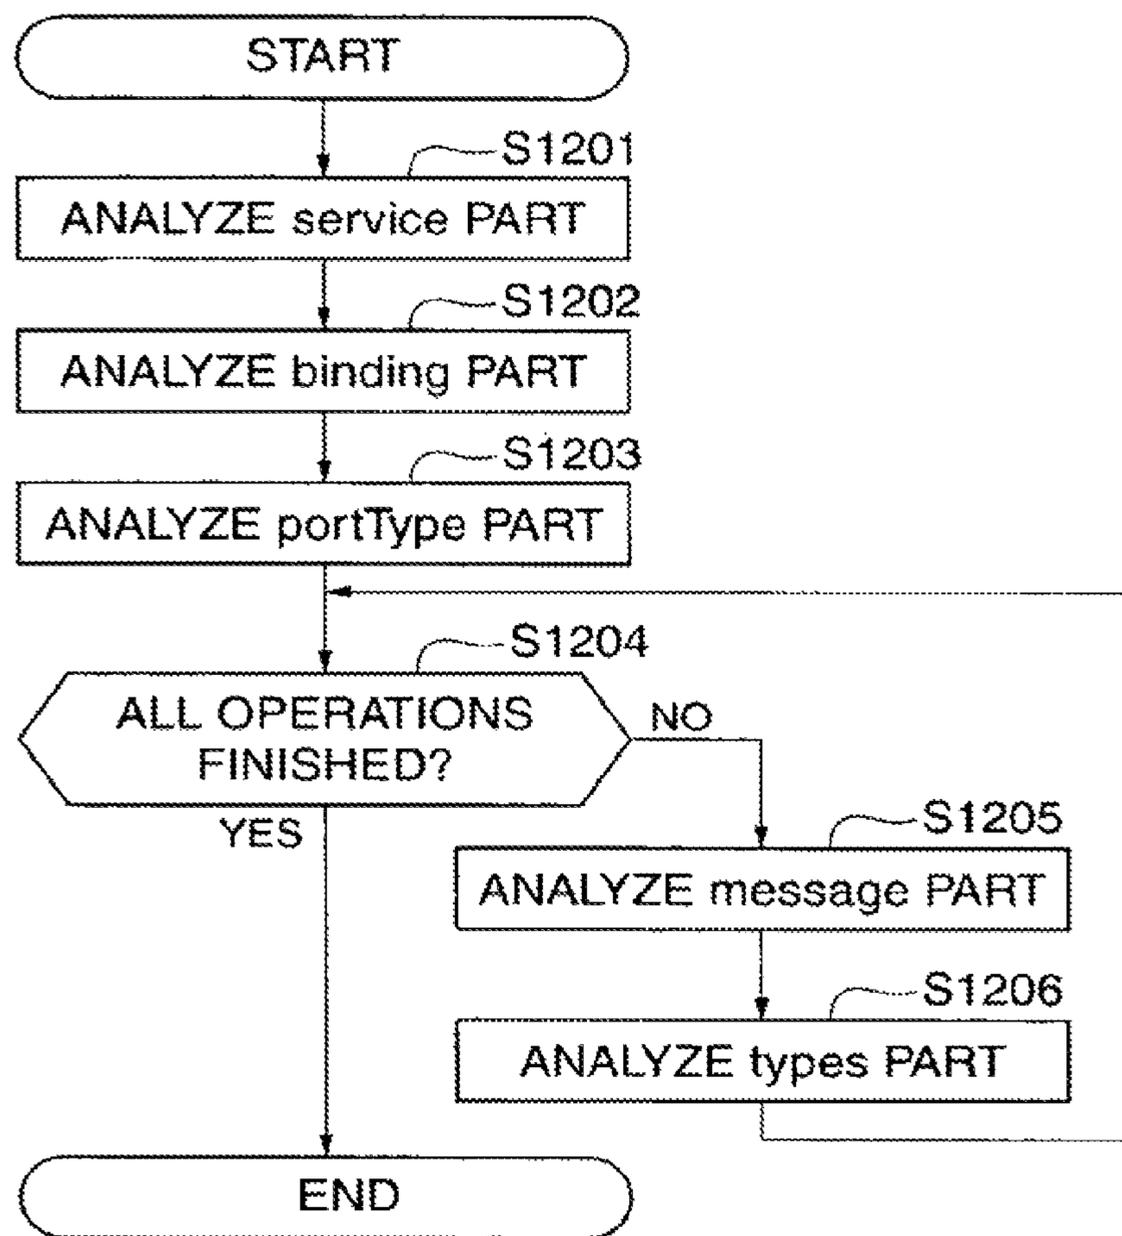 START
S1201
ANALYZE service PART
S1202
ANALYZE binding PART
S1203
ANALYZE portType PART
S1204
ALL OPERATIONS
FINISHED?
NO
YES
S1205
ANALYZE message PART
S1206
ANALYZE types PART
END